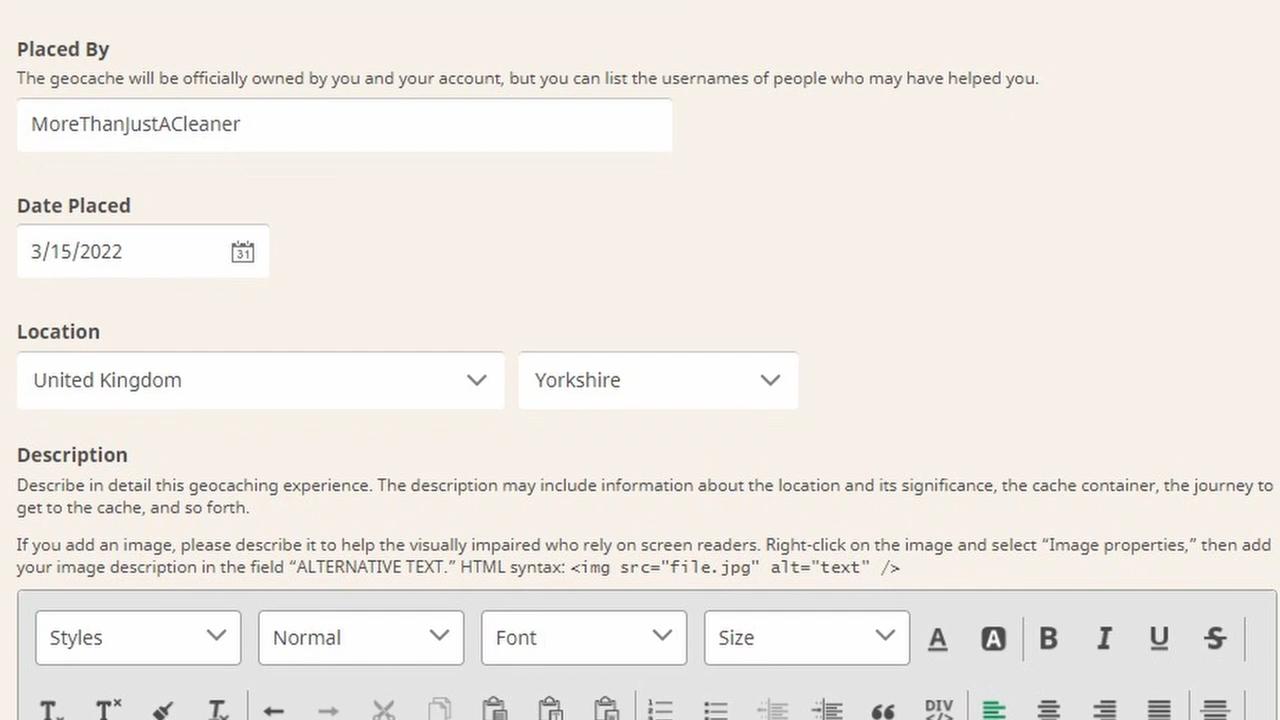 Placed By
The geocache will be officially owned by you and your account, but you can list the usernames of people who may have helped you.
MoreThanJustACleaner
Date Placed
3/15/2022
31
Location
United Kingdom Yorkshire
Description
Describe in detail this geocaching experience. The description may include information about the location and its significance, the cache container, the journey to
get to the cache, and so forth.
If you add an image, please describe it to help the visually impaired who rely on screen readers. Right-click on the image and select “Image properties,” then add
your image description in the field “ALTERNATIVE TEXT.” HTML syntax: <img src="file.jpg" alt="text" />
Styles Normal Font Size A A B I U S
DIV